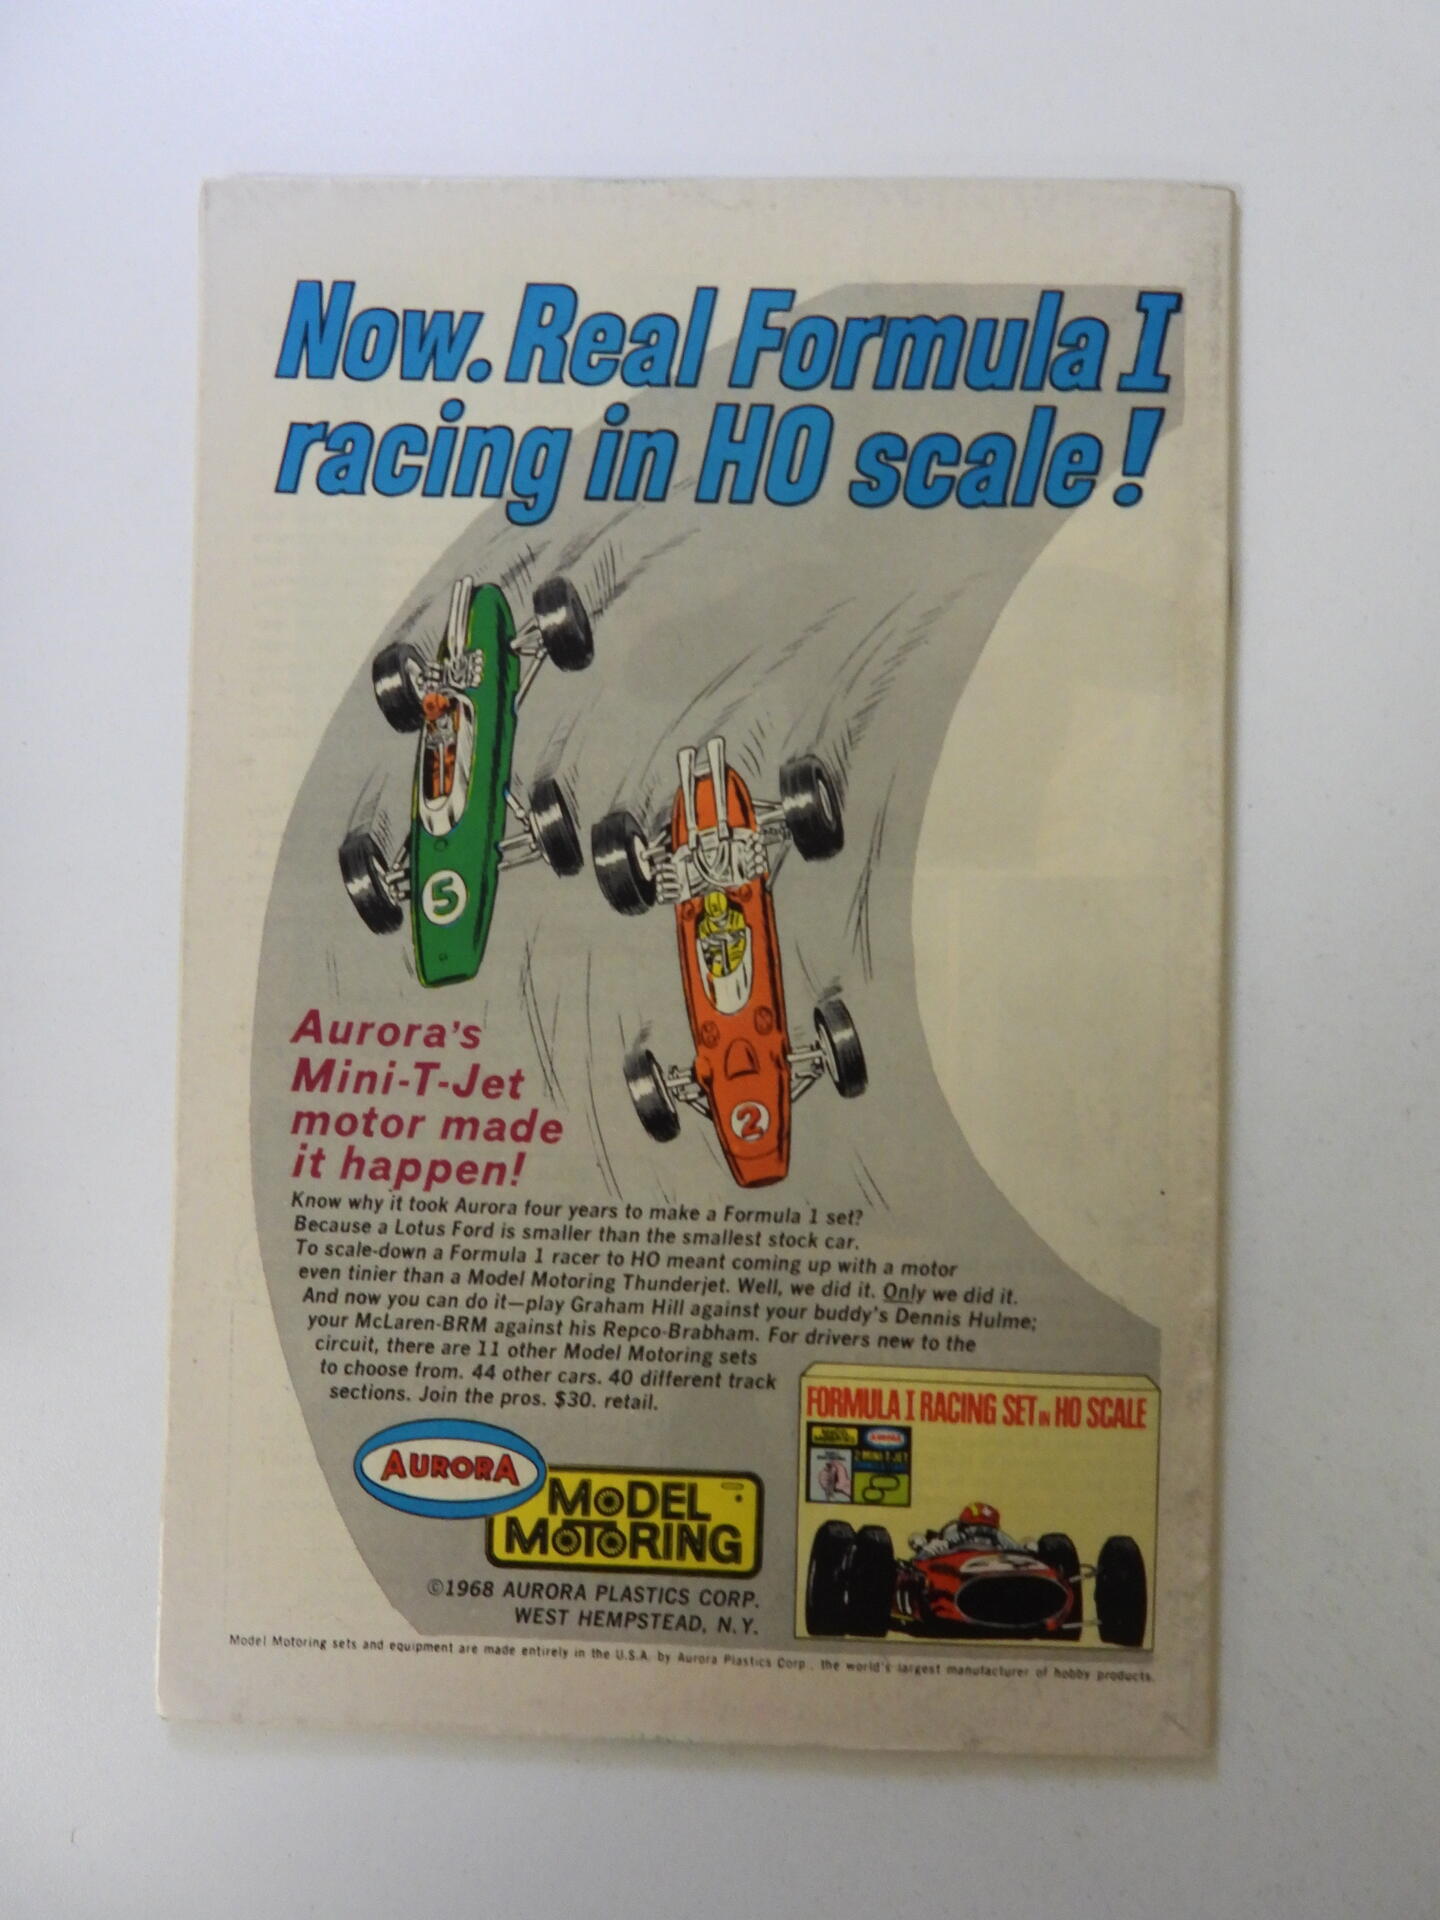 Now. Real Formula I
racing in HO scale!
5
2
Aurora's
Mini-T-Jet
motor made
it happen!
Know why it took Aurora four years to make a Formula 1 set?
Because a Lotus Ford is smaller than the smallest stock car.
To scale-down a Formula 1 racer to HO meant coming up with a motor
even tinier than a Model Motoring Thunderjet. Well, we did it. Only we did it.
And now you can do it—play Graham Hill against your buddy's Dennis Hulme;
your McLaren-BRM against his Repco-Brabham. For drivers new to the
circuit, there are 11 other Model Motoring sets
to choose from. 44 other cars. 40 different track
sections. Join the pros. $30. retail.
FORMULA I RACING SET IN HO SCALE
AURORA
2 MINI T-JET
AURORA
MODEL
MOTORING
©1968 AURORA PLASTICS CORP.
WEST HEMPSTEAD, N.Y.
Model Motoring sets and equipment are made entirely in the U.S.A. by Aurora Plastics Corp., the world's largest manufacturer of hobby products.